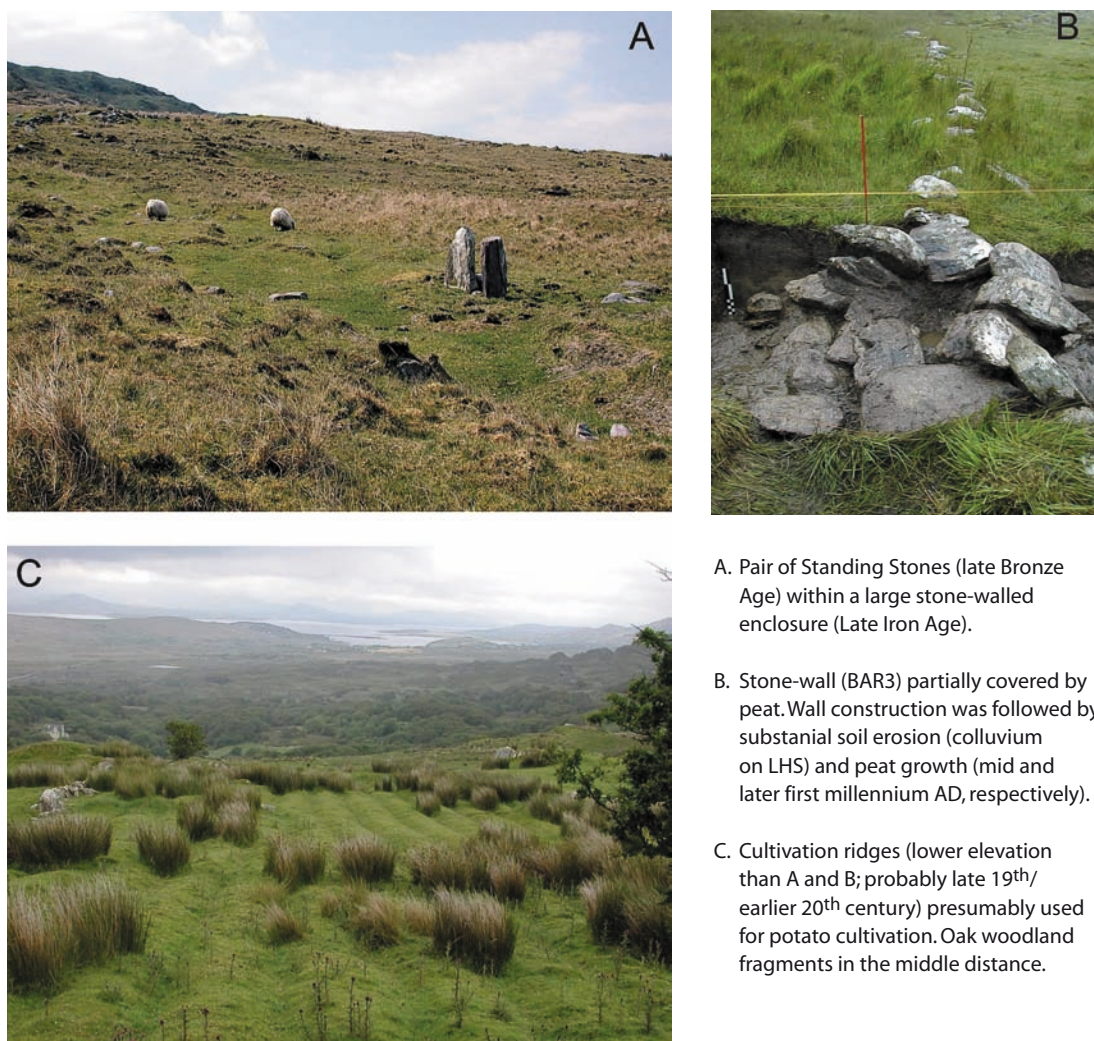 A
B
C
A. Pair of Standing Stones (late Bronze
Age) within a large stone-walled
enclosure (Late Iron Age).
B. Stone-wall (BAR3) partially covered by
peat. Wall construction was followed by
substanial soil erosion (colluvium
on LHS) and peat growth (mid and
later first millennium AD, respectively).
C. Cultivation ridges (lower elevation
than A and B; probably late 19th/
earlier 20th century) presumably used
for potato cultivation. Oak woodland
fragments in the middle distance.